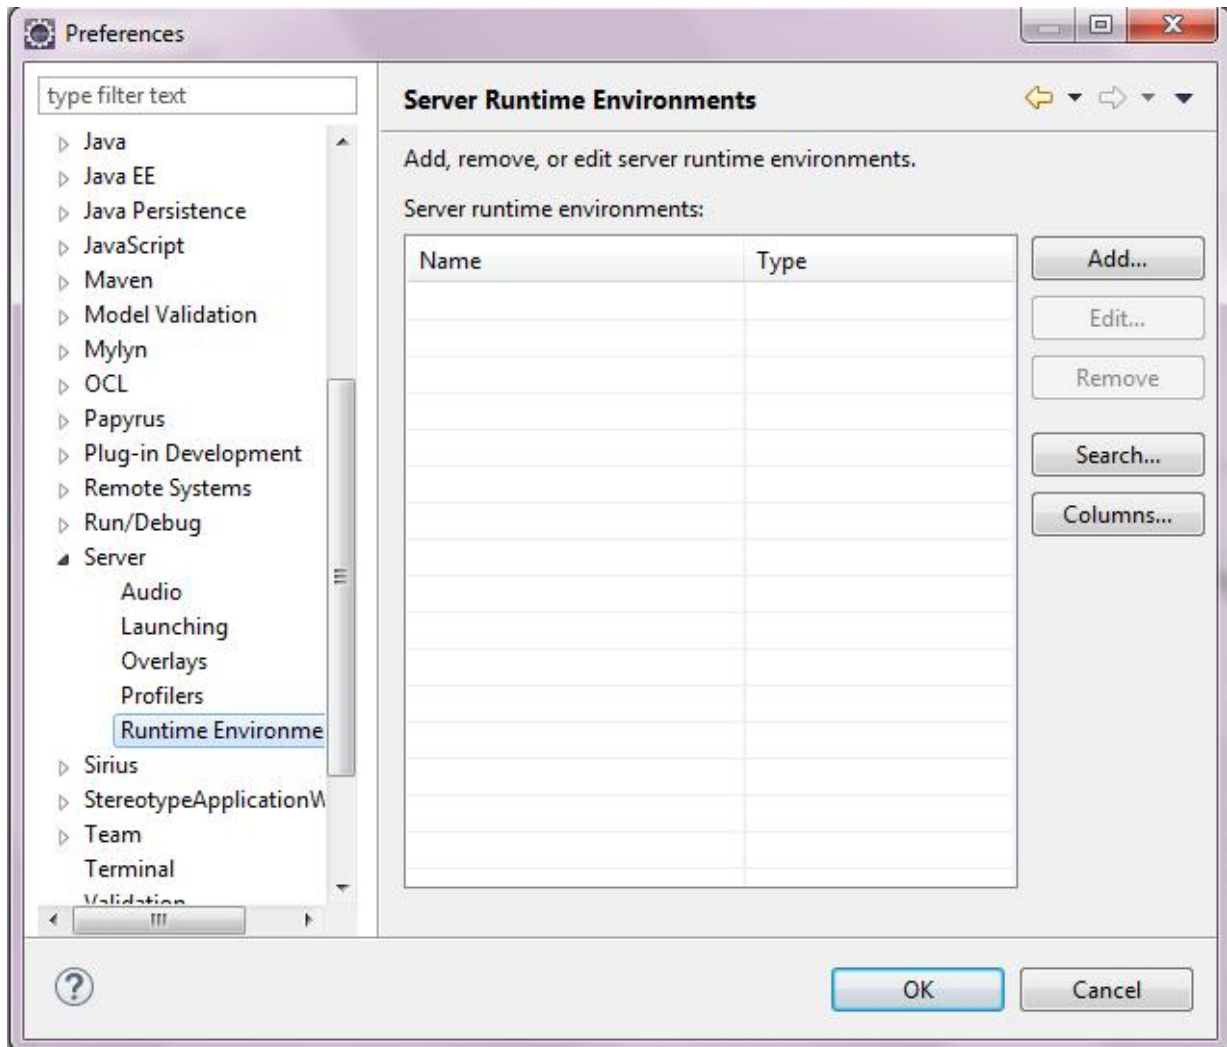 Preferences
type filter text
Java
Java EE
Java Persistence
JavaScript
Maven
Model Validation
Mylyn
OCL
Papyrus
Plug-in Development
Remote Systems
Run/Debug
Server
Audio
Launching
Overlays
Profilers
Runtime Environme
Sirius
StereotypeApplicationW
Team
Terminal
Validation
Server Runtime Environments
Add, remove, or edit server runtime environments.
Server runtime environments:
Name Type
Add...
Edit...
Remove
Search...
Columns...
OK
Cancel